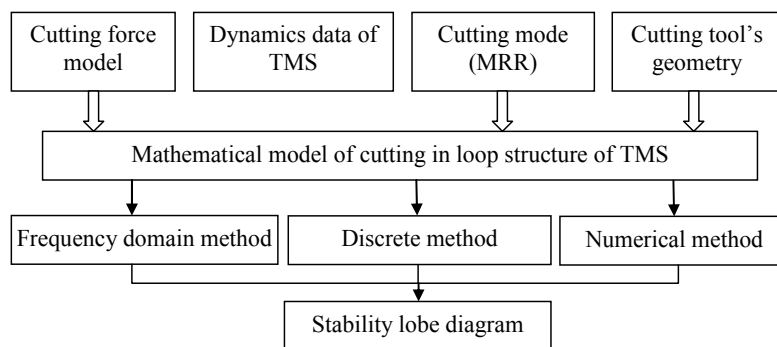 Cutting force
model
Dynamics data of
TMS
Cutting mode
(MRR)
Cutting tool's
geometry
Mathematical model of cutting in loop structure of TMS
Frequency domain method
Discrete method
Numerical method
Stability lobe diagram